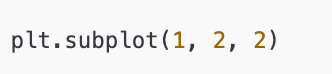 plt.subplot(1, 2, 2)